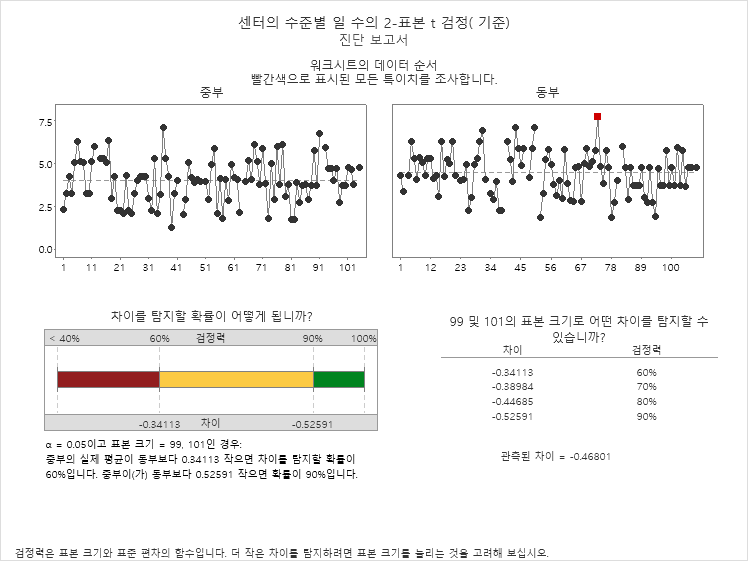 센터의 수준별 일 수의 2-표본 t 검정( 기준)
진단 보고서
워크시트의 데이터 순서
빨간색으로 표시된 모든 특이치를 조사합니다.
중부 동부
7.5
5.0
2.5
0.0
1 11 21 31 41 51 61 71 81 91 101
1 12 23 34 45 56 67 78 89 100
차이를 탐지할 확률이 어떻게 됩니까?
< 40% 60% 검정력 90% 100%
-0.34113 차이 -0.52591
α = 0.05이고 표본 크기 = 99, 101인 경우:
중부의 실제 평균이 동부보다 0.34113 작으면 차이를 탐지할 확률이
60%입니다. 중부이(가) 동부보다 0.52591 작으면 확률이 90%입니다.
99 및 101의 표본 크기로 어떤 차이를 탐지할 수
있습니까?
차이 검정력
-0.34113 60%
-0.38984 70%
-0.44685 80%
-0.52591 90%
관측된 차이 = -0.46801
검정력은 표본 크기와 표준 편차의 함수입니다. 더 작은 차이를 탐지하려면 표본 크기를 늘리는 것을 고려해 보십시오.